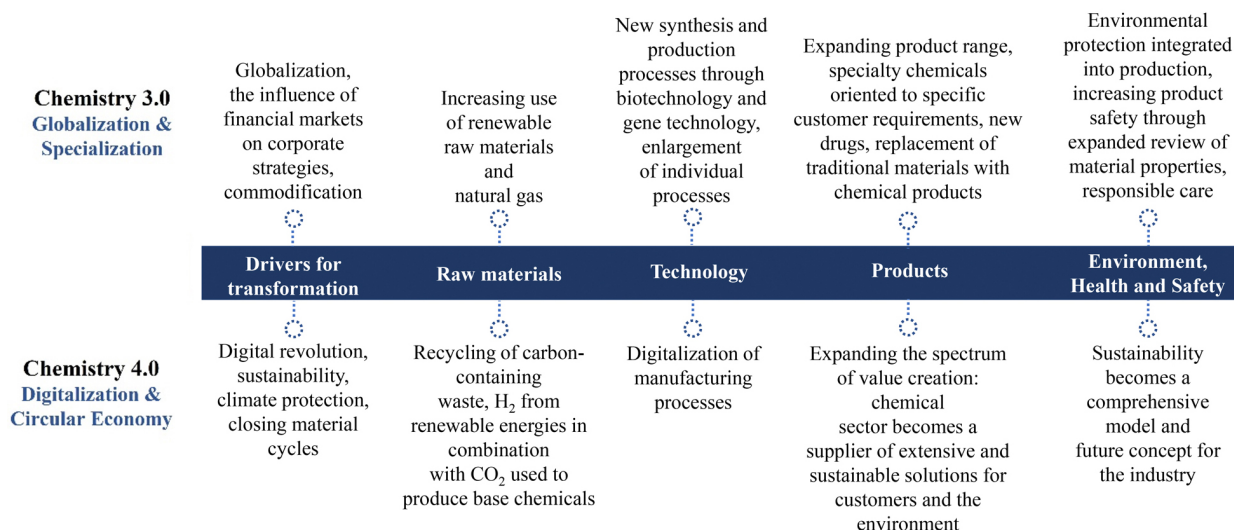 Chemistry 3.0
Globalization &
Specialization
Globalization,
the influence of
financial markets
on corporate
strategies,
commodification
Increasing use
of renewable
raw materials
and
natural gas
New synthesis and
production
processes through
biotechnology and
gene technology,
enlargement
of individual
processes
Expanding product range,
specialty chemicals
oriented to specific
customer requirements, new
drugs, replacement of
traditional materials with
chemical products
Environmental
protection integrated
into production,
increasing product
safety through
expanded review of
material properties,
responsible care
Drivers for
transformation
Raw materials
Technology
Products
Environment,
Health and Safety
Chemistry 4.0
Digitalization &
Circular Economy
Digital revolution,
sustainability,
climate protection,
closing material
cycles
Recycling of carbon-
containing
waste, H₂ from
renewable energies in
combination
with CO₂ used to
produce base chemicals
Digitalization of
manufacturing
processes
Expanding the spectrum
of value creation:
chemical
sector becomes a
supplier of extensive and
sustainable solutions for
customers and the
environment
Sustainability
becomes a
comprehensive
model and
future concept for
the industry